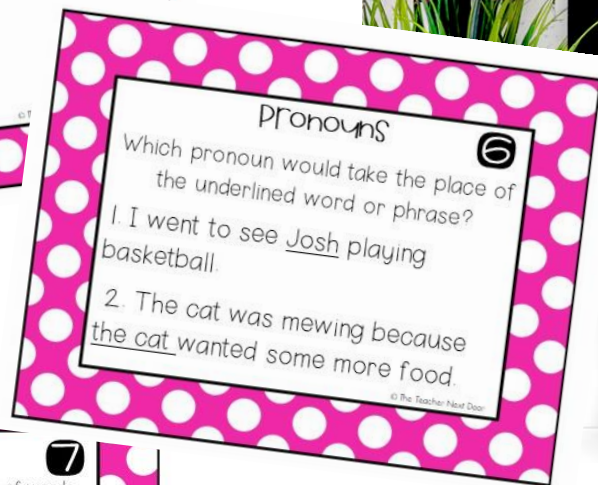 Pronouns
6
Which pronoun would take the place of
the underlined word or phrase?
1. I went to see Josh playing
basketball.
2. The cat was mewing because
the cat wanted some more food.
© The Teacher Next Door
7